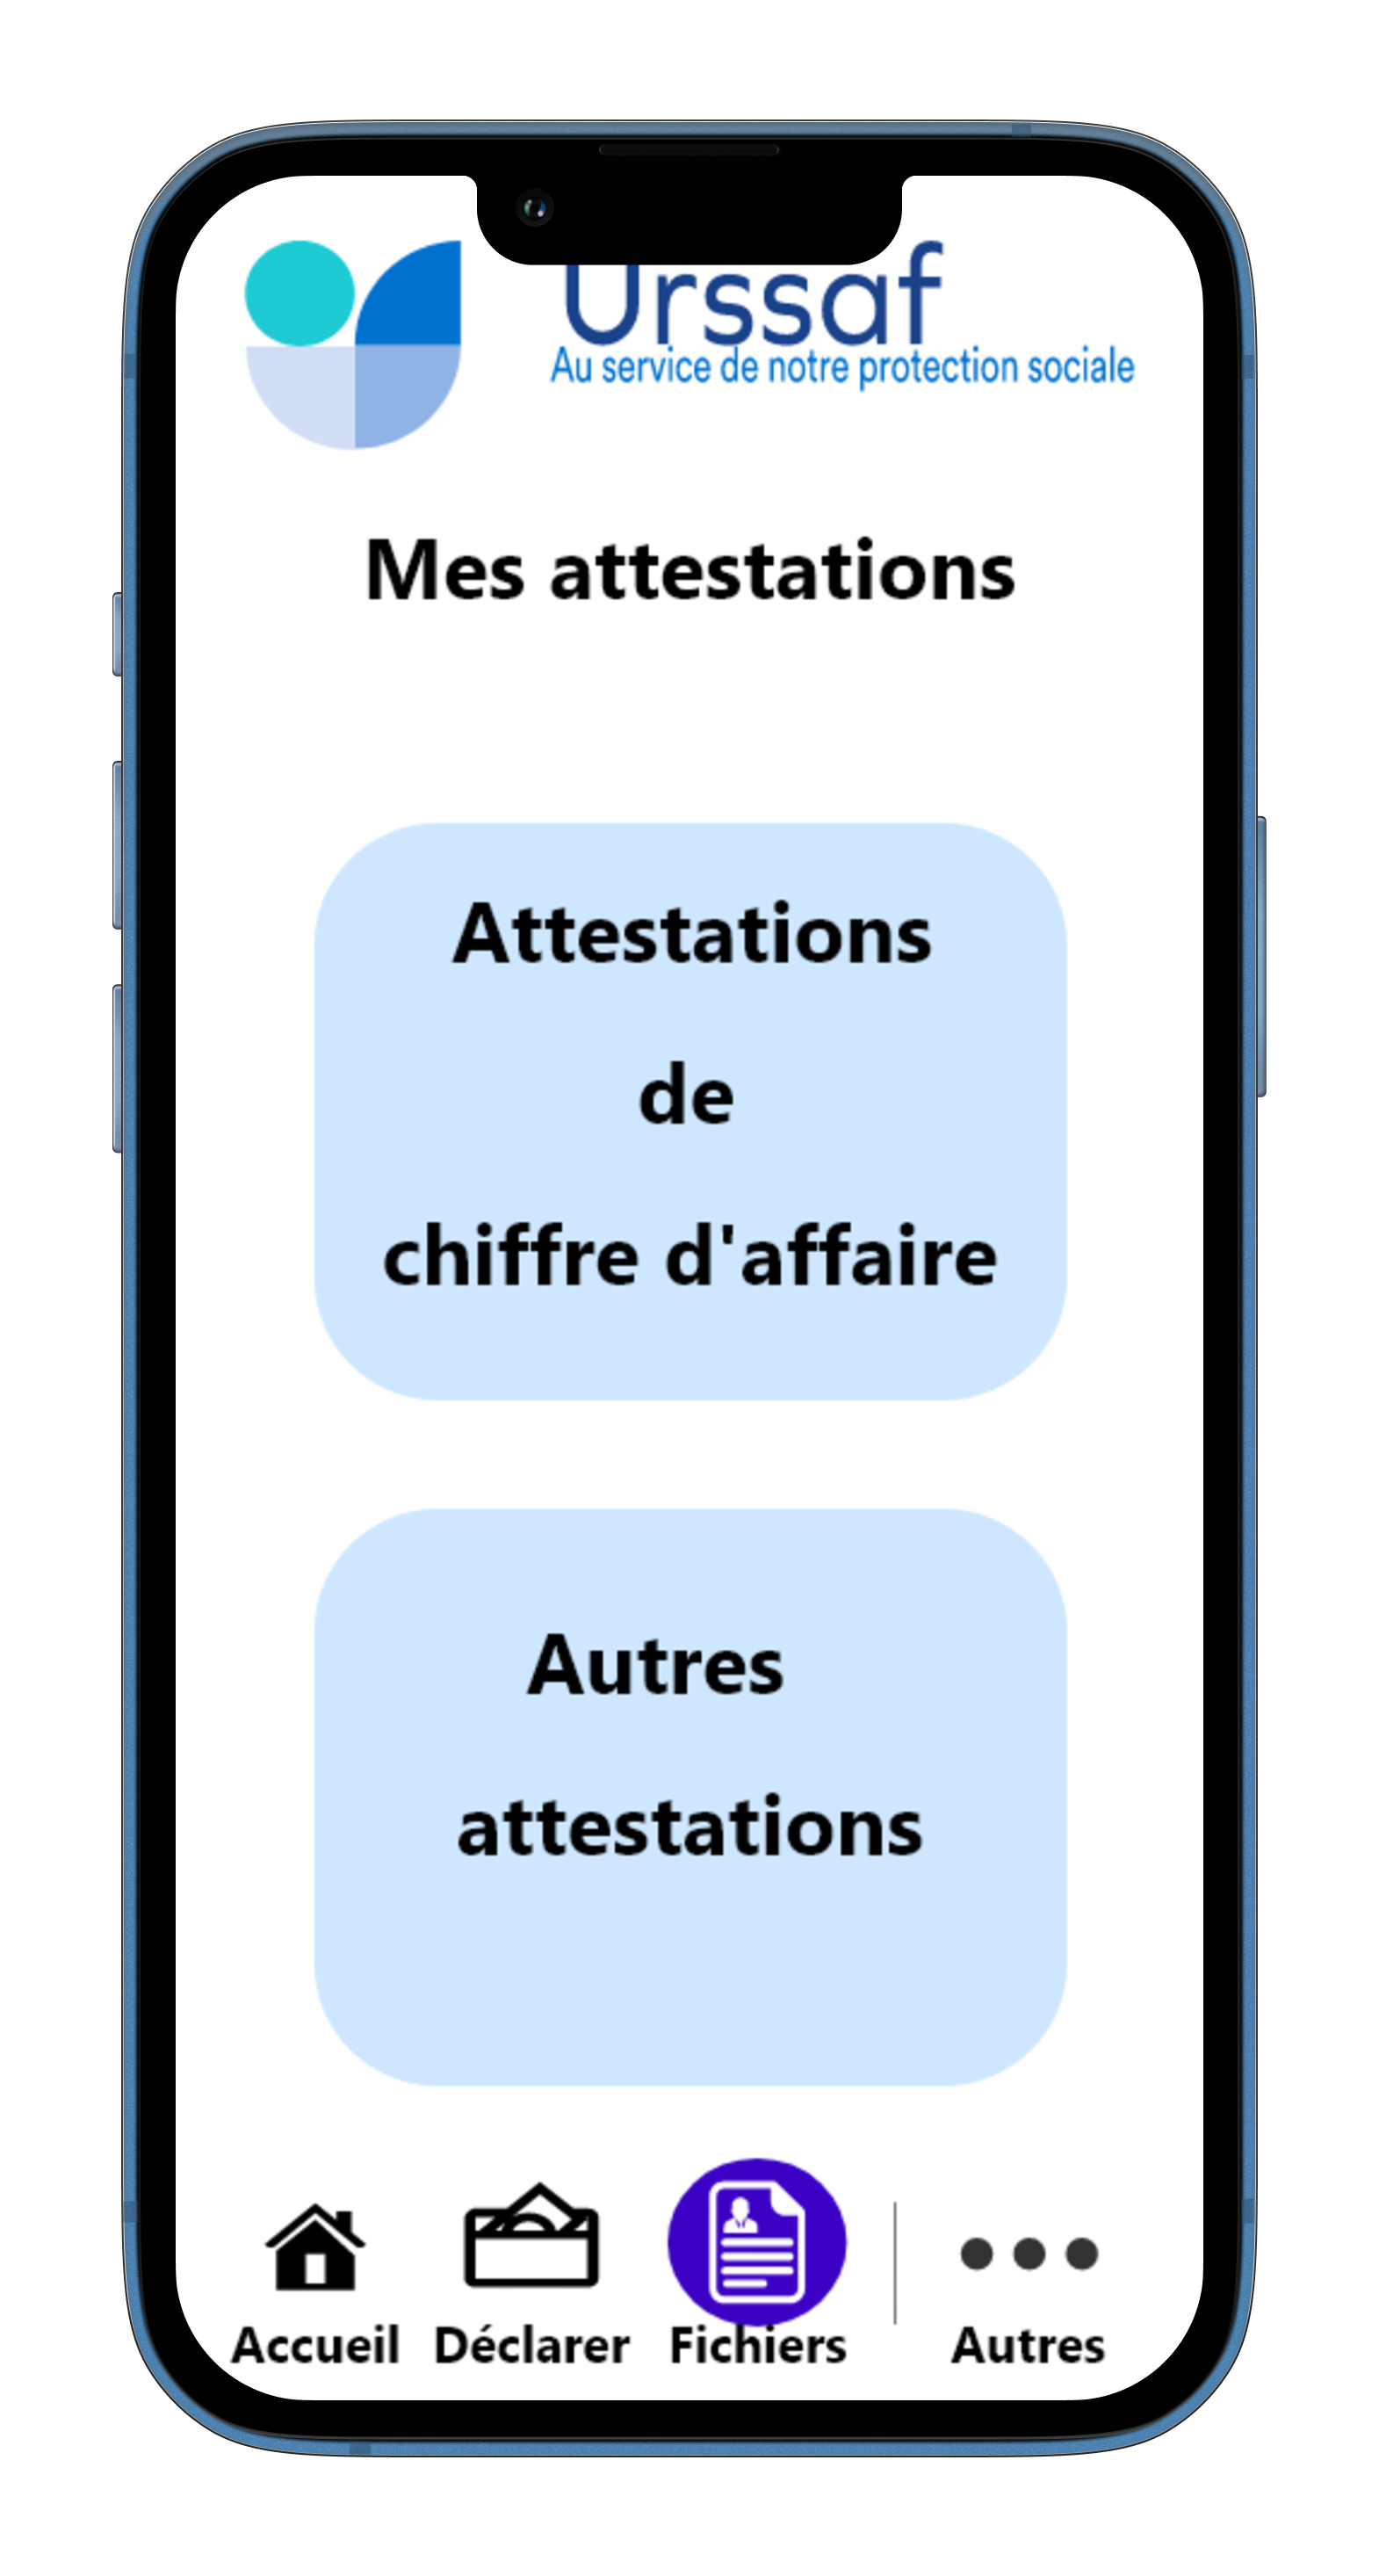 Urssaf
Au service de notre protection sociale
Mes attestations
Attestations
de
chiffre d'affaire
Autres
attestations
Accueil
Déclarer
Fichiers
Autres